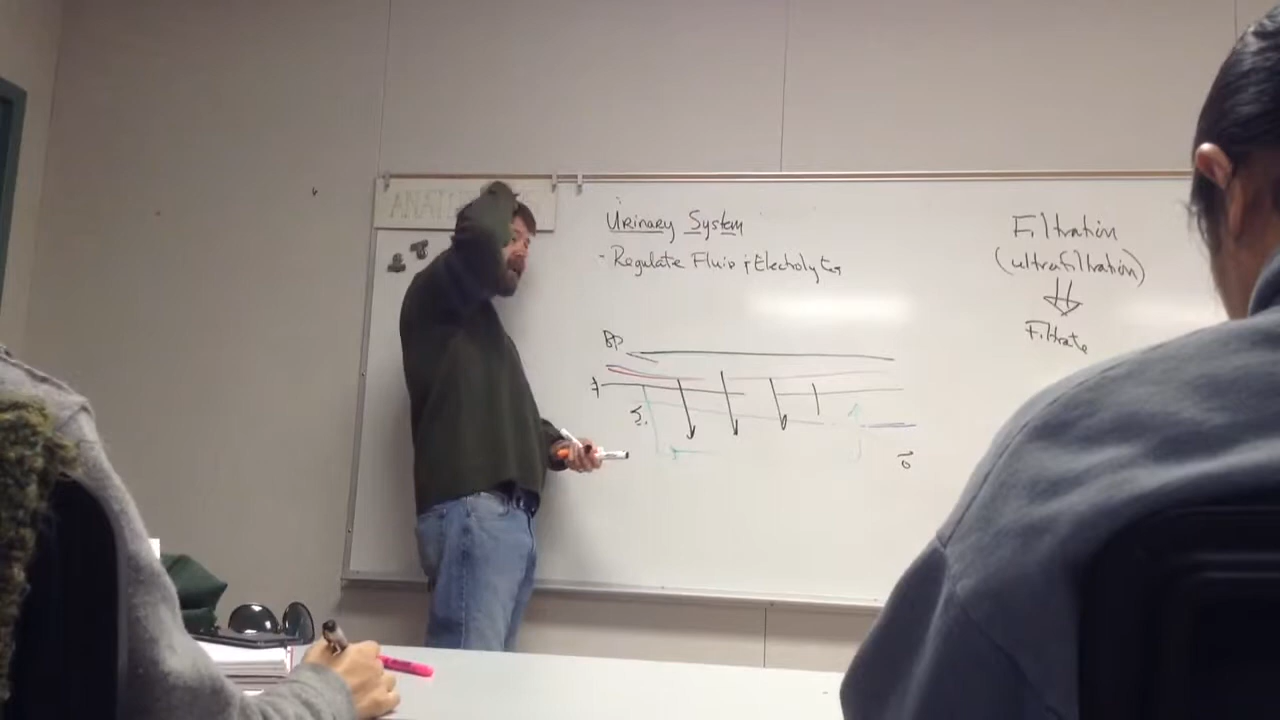 Urinary System
- Regulate Fluid & Electrolytes
BP
Filtration
(ultrafiltration)
Filtrate